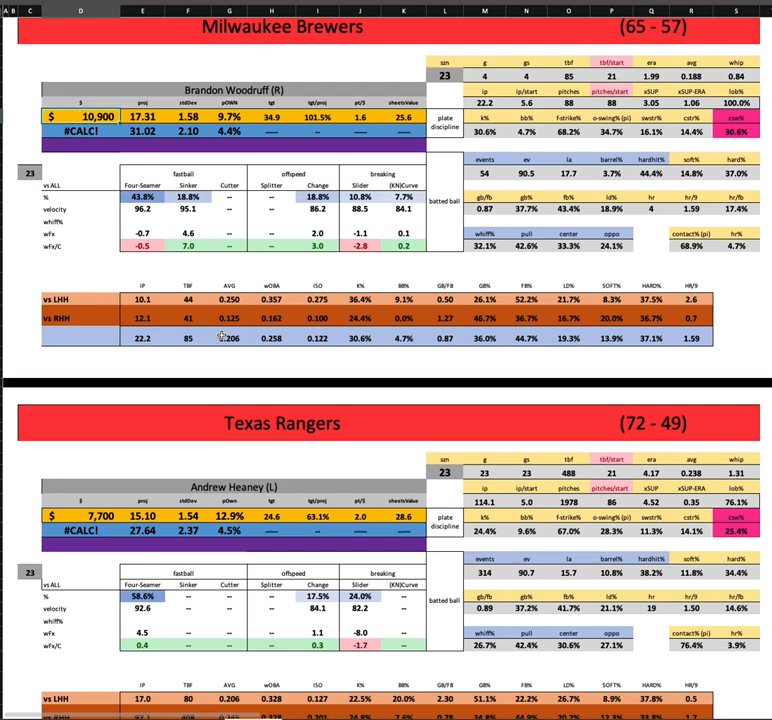 A B C D E F G H I J K L M N O P Q R S
Milwaukee Brewers (65 - 57)
szn g gs tbf tbf/start era avg whip
23 4 4 85 21 1.99 0.188 0.84
Brandon Woodruff (R) ip ip/start pitches pitches/start xSUP xSUP-ERA lob%
$ proj stdDev pOWN tgt tgt/proj pt/$ sheetsValue 22.2 5.6 88 88 3.05 1.06 100.0%
$ 10,900 17.31 1.58 9.7% 34.9 101.5% 1.6 25.6 plate discipline k% bb% f-strike% o-swing% (pi) swstr% cstr% csw%
#CALC! 31.02 2.10 4.4% ----- -- ----- ----- 30.6% 4.7% 68.2% 34.7% 16.1% 14.4% 30.6%
events ev la barrel% hardhit% soft% hard%
23 fastball offspeed breaking 54 90.5 17.7 3.7% 44.4% 14.8% 37.0%
vs ALL Four-Seamer Sinker Cutter Splitter Change Slider (KN)Curve
% 43.8% 18.8% -- -- 18.8% 10.8% 7.7% batted ball gb/fb gb% fb% ld% hr hr/9 hr/fb
velocity 96.2 95.1 -- -- 86.2 88.5 84.1 0.87 37.7% 43.4% 18.9% 4 1.59 17.4%
whiff%
wFx -0.7 4.6 -- -- 2.0 -1.1 0.1 whiff% pull center oppo contact% (pi) hr%
wFx/C -0.5 7.0 -- -- 3.0 -2.8 0.2 32.1% 42.6% 33.3% 24.1% 68.9% 4.7%
IP TBF AVG wOBA ISO K% BB% GB/FB GB% FB% LD% SOFT% HARD% HR/9
vs LHH 10.1 44 0.250 0.357 0.275 36.4% 9.1% 0.50 26.1% 52.2% 21.7% 8.3% 37.5% 2.6
vs RHH 12.1 41 0.125 0.162 0.100 24.4% 0.0% 1.27 46.7% 36.7% 16.7% 20.0% 36.7% 0.7
22.2 85 0.206 0.258 0.122 30.6% 4.7% 0.87 36.0% 44.7% 19.3% 13.9% 37.1% 1.59
Texas Rangers (72 - 49)
szn g gs tbf tbf/start era avg whip
23 23 23 488 21 4.17 0.238 1.31
Andrew Heaney (L) ip ip/start pitches pitches/start xSUP xSUP-ERA lob%
$ proj stdDev pOwn tgt tgt/proj pt/$ sheetsValue 114.1 5.0 1978 86 4.52 0.35 76.1%
$ 7,700 15.10 1.54 12.9% 24.6 63.1% 2.0 28.6 plate discipline k% bb% f-strike% o-swing% (pi) swstr% cstr% csw%
#CALC! 27.64 2.37 4.5% ----- -- ----- ----- 24.4% 9.6% 67.0% 28.3% 11.3% 14.1% 25.4%
events ev la barrel% hardhit% soft% hard%
23 fastball offspeed breaking 314 90.7 15.7 10.8% 38.2% 11.8% 34.4%
vs ALL Four-Seamer Sinker Cutter Splitter Change Slider (KN)Curve
% 58.6% -- -- -- 17.5% 24.0% -- batted ball gb/fb gb% fb% ld% hr hr/9 hr/fb
velocity 92.6 -- -- -- 84.1 82.2 -- 0.89 37.2% 41.7% 21.1% 19 1.50 14.6%
whiff%
wFx 4.5 -- -- -- 1.1 -8.0 -- whiff% pull center oppo contact% (pi) hr%
wFx/C 0.4 -- -- -- 0.3 -1.7 -- 26.7% 42.4% 30.6% 27.1% 76.4% 3.9%
IP TBF AVG wOBA ISO K% BB% GB/FB GB% FB% LD% SOFT% HARD% HR/9
vs LHH 17.0 80 0.206 0.328 0.127 22.5% 20.0% 2.30 51.1% 22.2% 26.7% 8.9% 37.8% 0.5